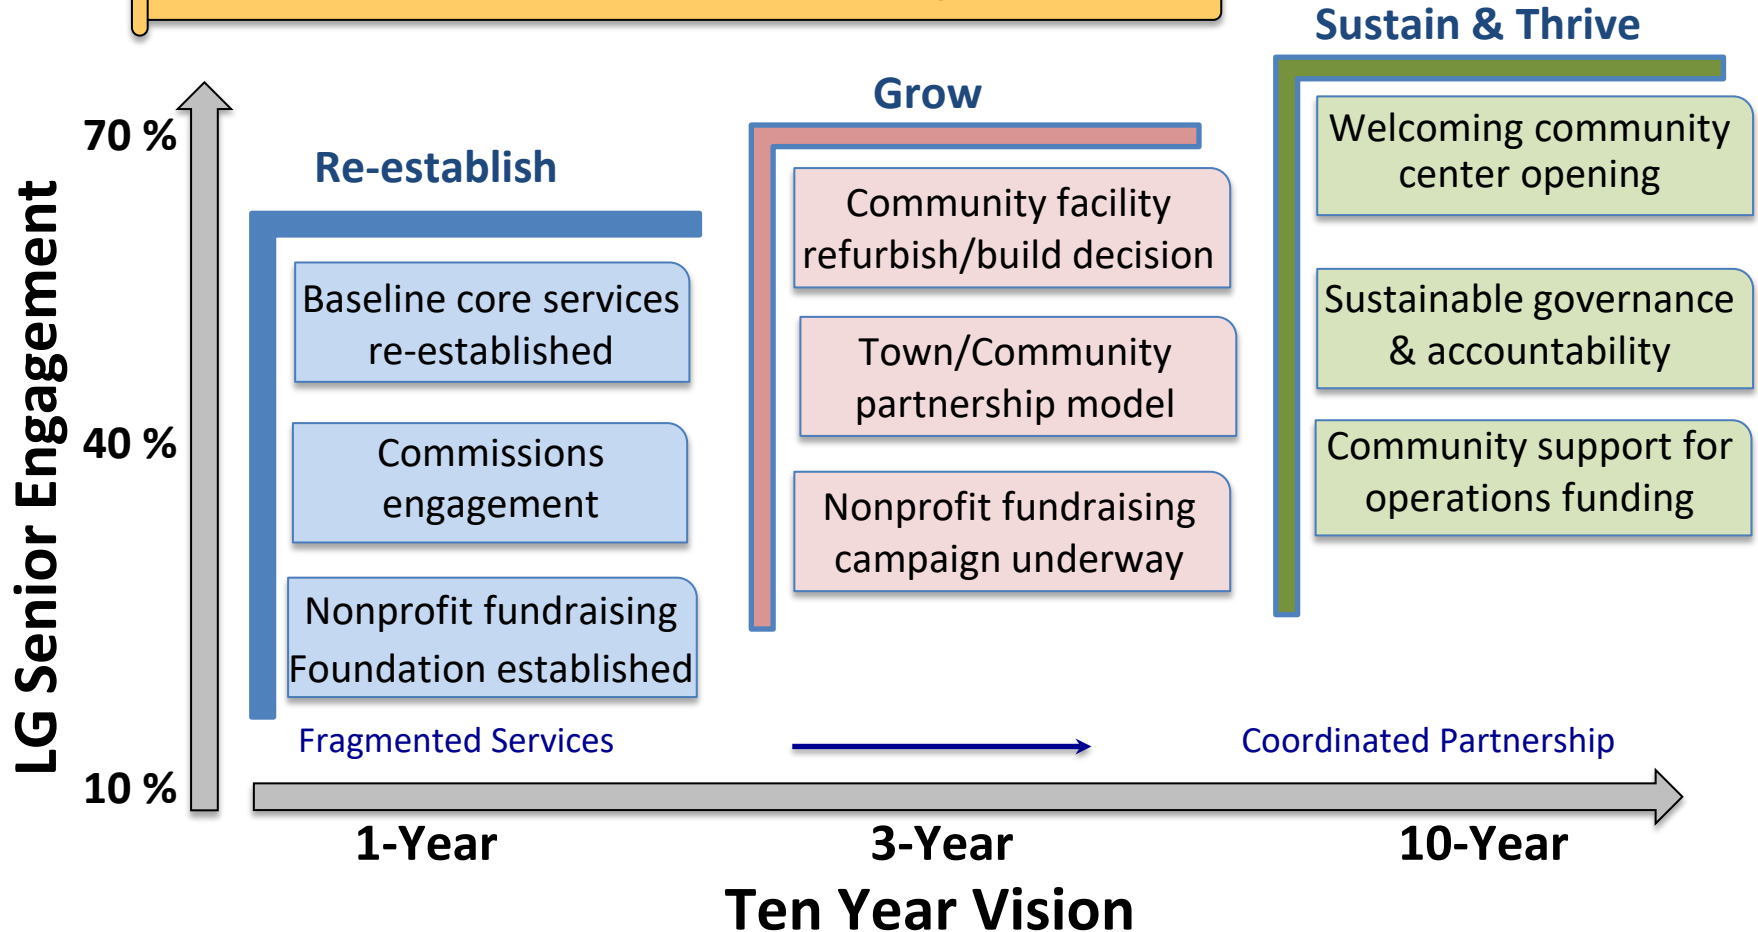 Sustain & Thrive
Grow
Re-establish
70 %
40 %
10 %
LG Senior Engagement
Baseline core services
re-established
Commissions
engagement
Nonprofit fundraising
Foundation established
Community facility
refurbish/build decision
Town/Community
partnership model
Nonprofit fundraising
campaign underway
Welcoming community
center opening
Sustainable governance
& accountability
Community support for
operations funding
Fragmented Services
Coordinated Partnership
1-Year
3-Year
10-Year
Ten Year Vision